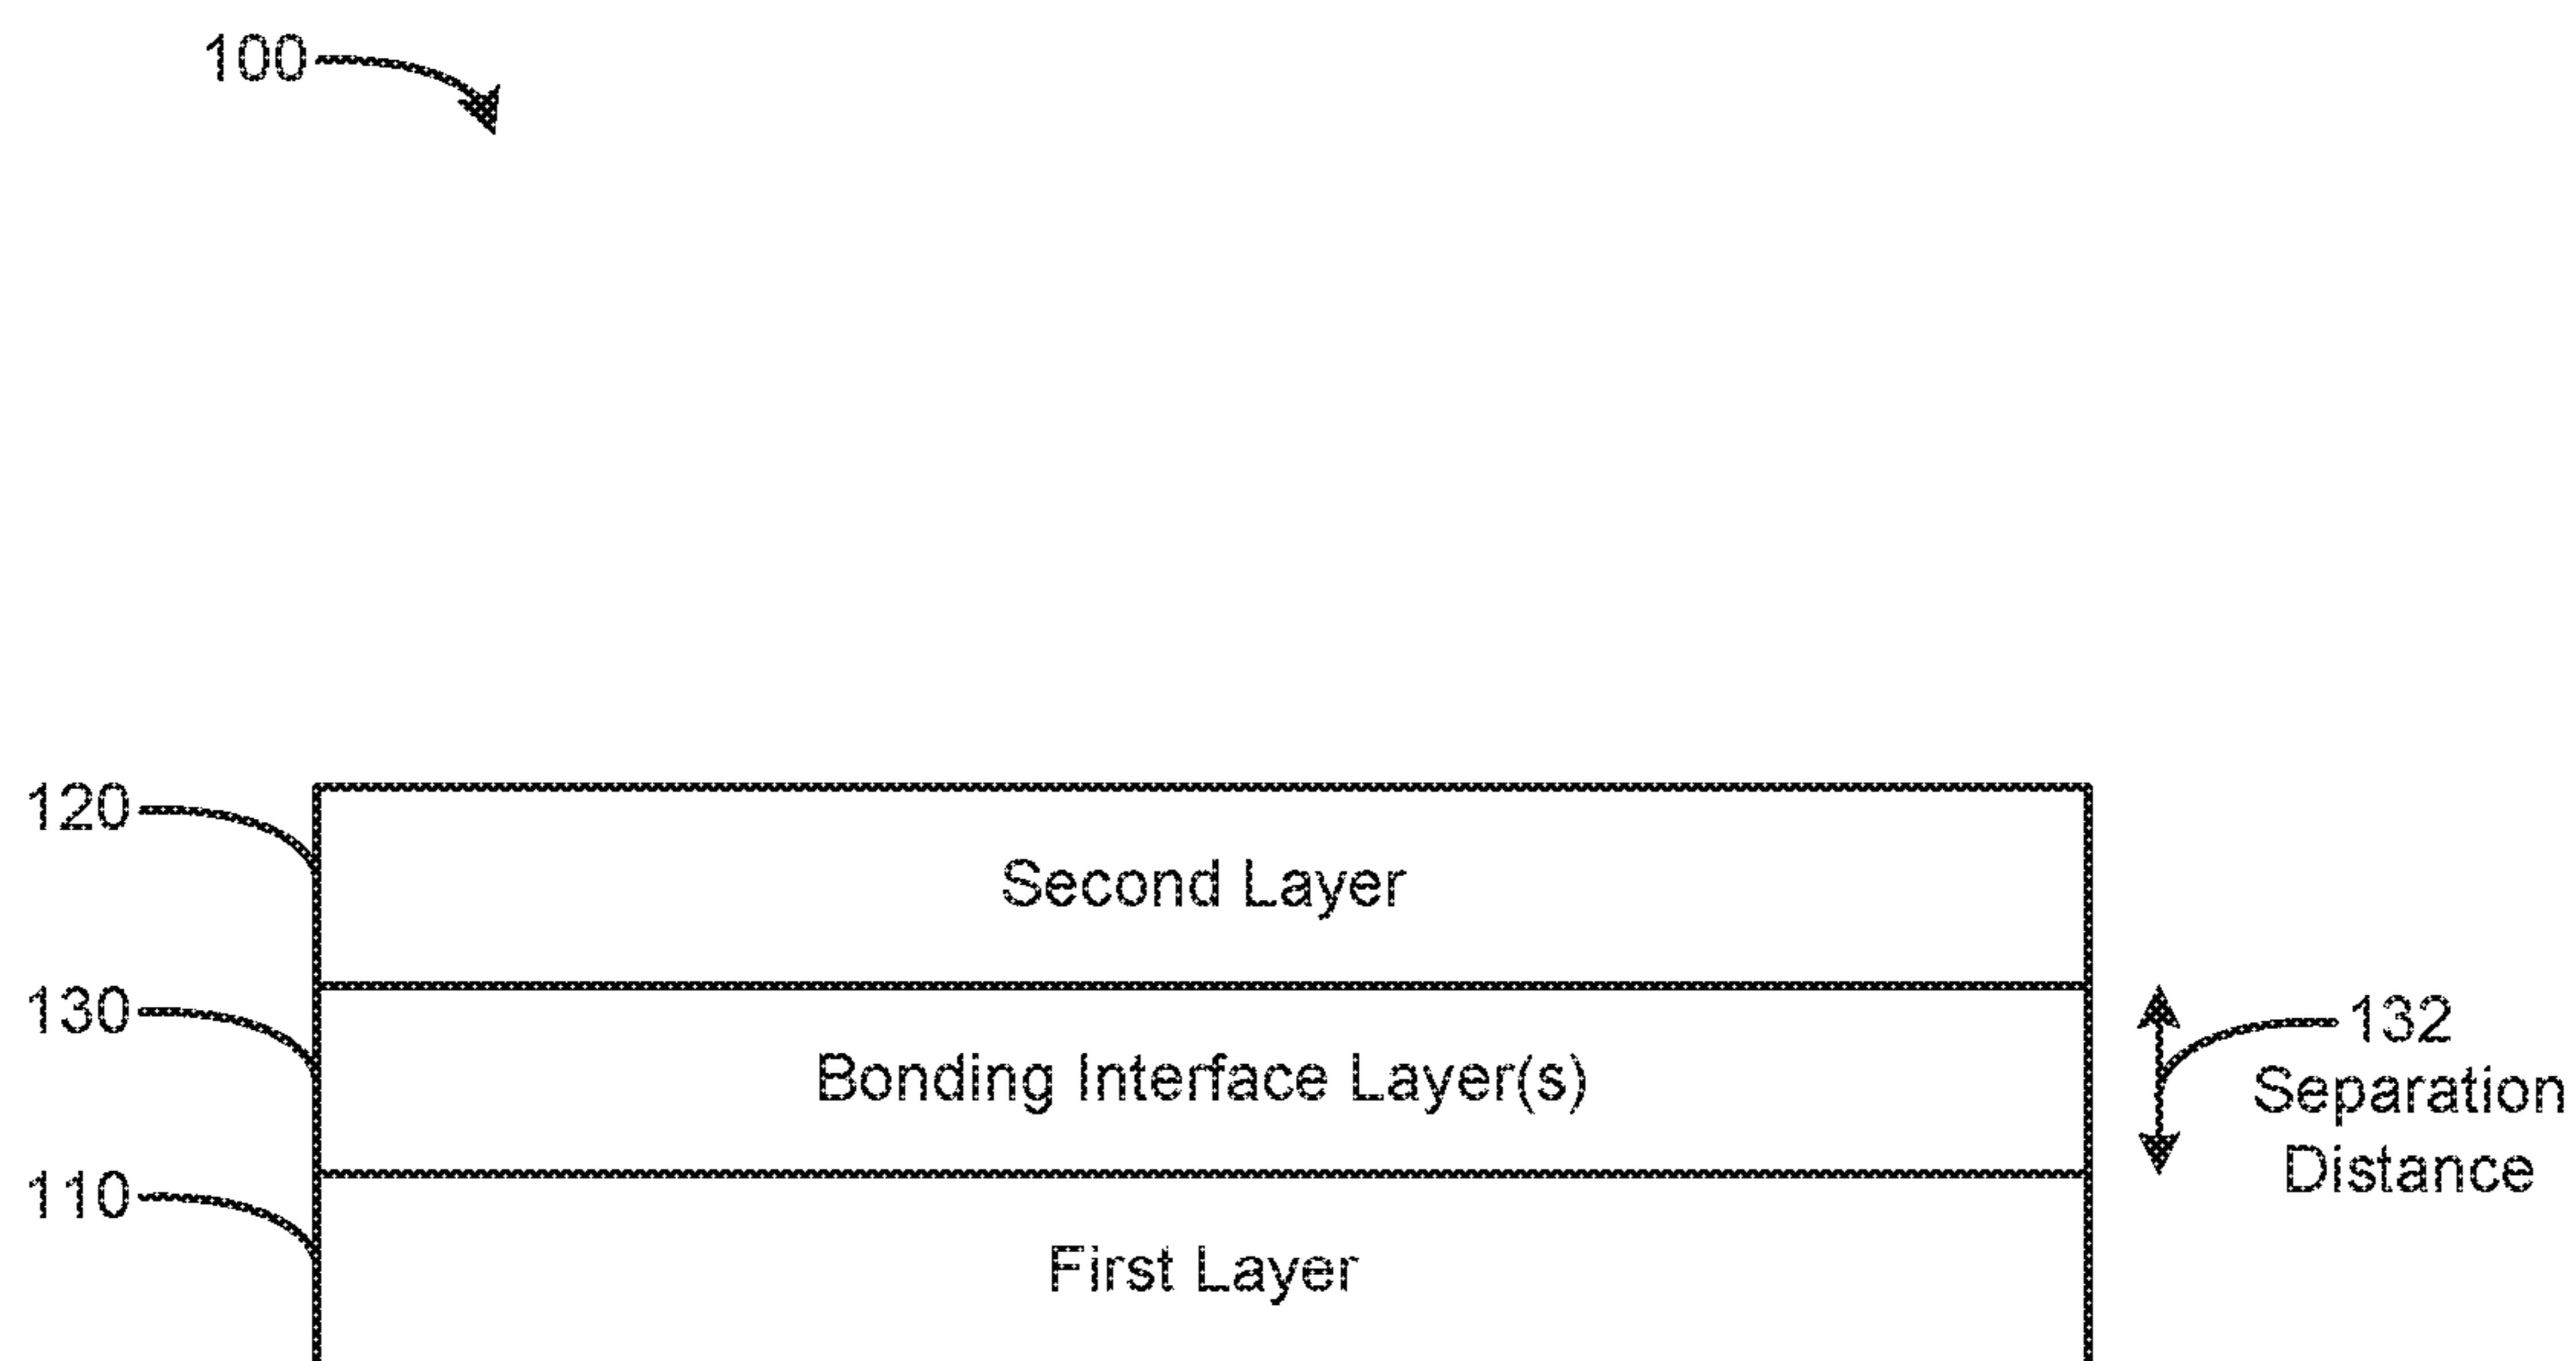 100
120
Second Layer
130
Bonding Interface Layer(s)
132
Separation
Distance
110
First Layer